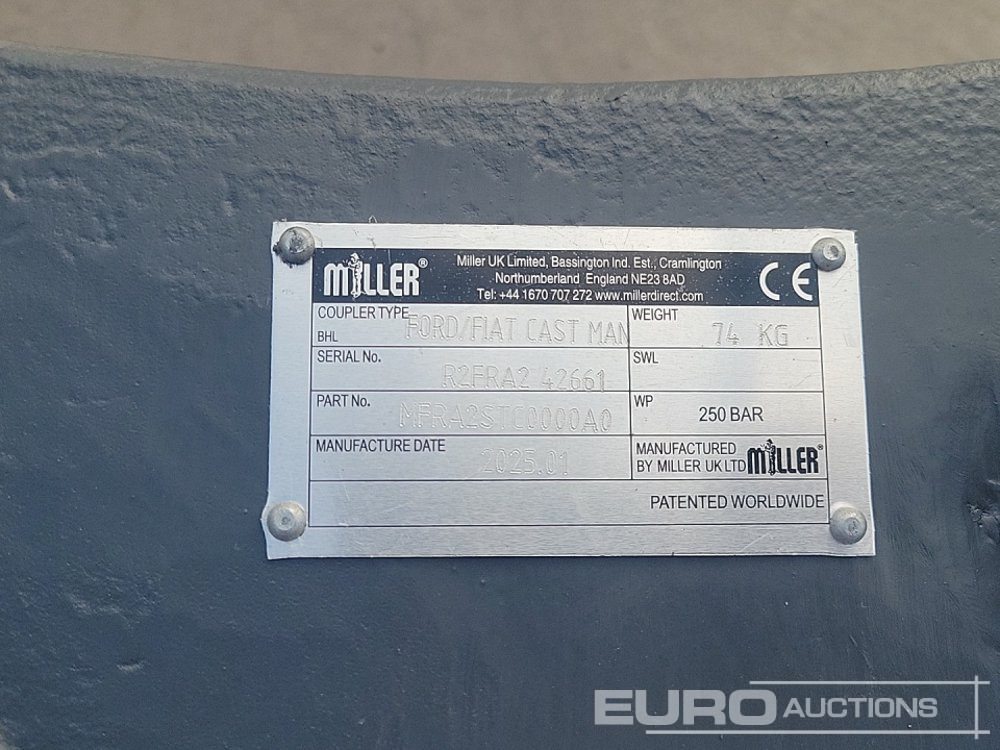 MILLER®
Miller UK Limited, Bassington Ind. Est., Cramlington
Northumberland England NE23 8AD
Tel: +44 1670 707 272 www.millerdirect.com
CE
COUPLER TYPE
BHL FORD/FIAT CAST MAN
WEIGHT 74 KG
SERIAL No. R2FRA2 42661
SWL
PART No. MFRA2STC0000A0
WP 250 BAR
MANUFACTURE DATE 2025.01
MANUFACTURED
BY MILLER UK LTD MILLER®
PATENTED WORLDWIDE
EURO AUCTIONS